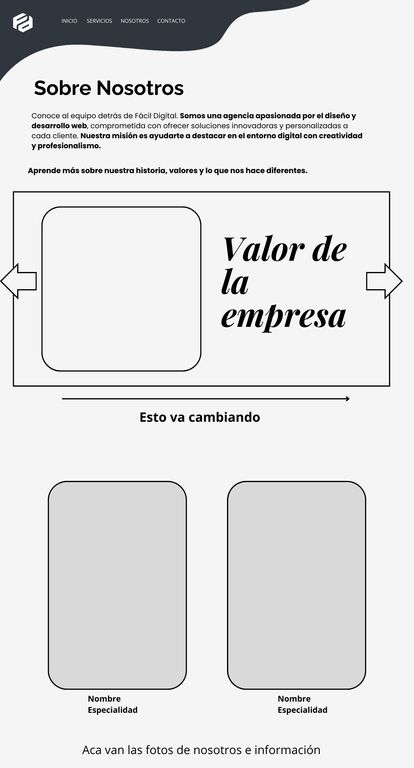 INICIO SERVICIOS NOSOTROS CONTACTO
Sobre Nosotros
Conoce al equipo detrás de Fácil Digital. Somos una agencia apasionada por el diseño y
desarrollo web, comprometida con ofrecer soluciones innovadoras y personalizadas a
cada cliente. Nuestra misión es ayudarte a destacar en el entorno digital con creatividad
y profesionalismo.
Aprende más sobre nuestra historia, valores y lo que nos hace diferentes.
Valor de
la
empresa
Esto va cambiando
Nombre
Especialidad
Nombre
Especialidad
Aca van las fotos de nosotros e información